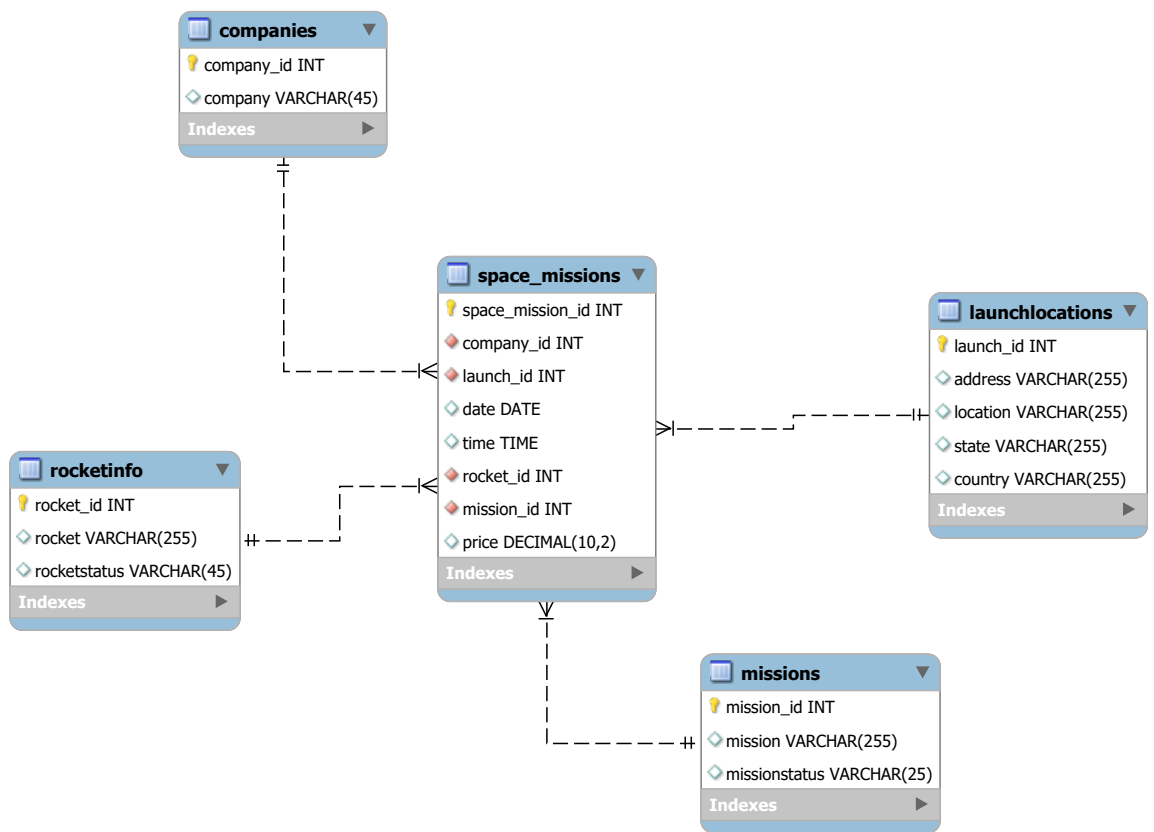 companies
company_id INT
company VARCHAR(45)
Indexes
space_missions
space_mission_id INT
company_id INT
launch_id INT
date DATE
time TIME
rocket_id INT
mission_id INT
price DECIMAL(10,2)
Indexes
launchlocations
launch_id INT
address VARCHAR(255)
location VARCHAR(255)
state VARCHAR(255)
country VARCHAR(255)
Indexes
rocketinfo
rocket_id INT
rocket VARCHAR(255)
rocketstatus VARCHAR(45)
Indexes
missions
mission_id INT
mission VARCHAR(255)
missionstatus VARCHAR(25)
Indexes